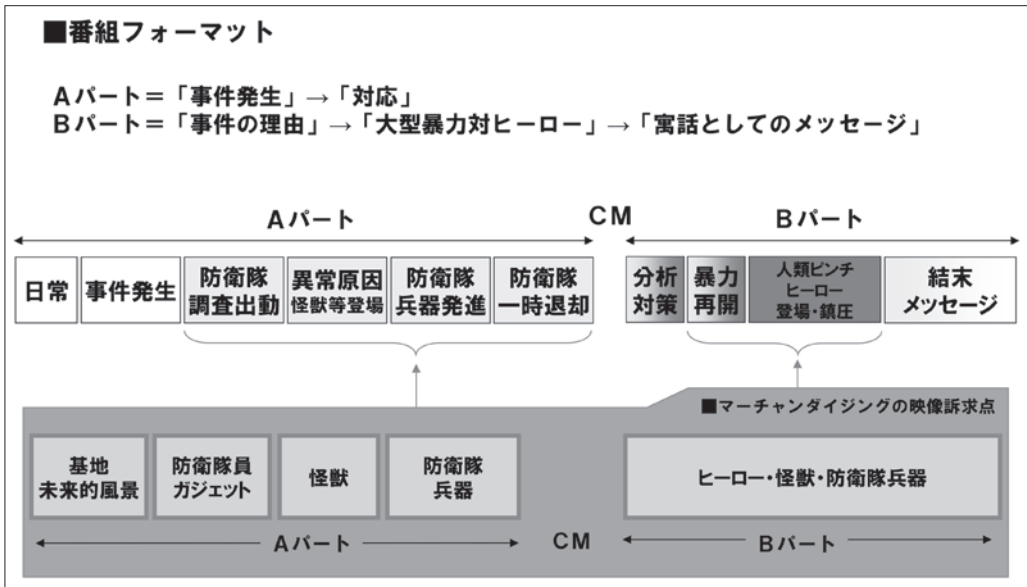 ■番組フォーマット
Aパート＝「事件発生」→「対応」
Bパート＝「事件の理由」→「大型暴力対ヒーロー」→「寓話としてのメッセージ」
Aパート
CM
Bパート
日常
事件発生
防衛隊
調査出動
異常原因
怪獣等登場
防衛隊
兵器発進
防衛隊
一時退却
分析
対策
暴力
再開
人類ピンチ
ヒーロー
登場・鎮圧
結末
メッセージ
■マーチャンダイジングの映像訴求点
基地
未来的風景
防衛隊員
ガジェット
怪獣
防衛隊
兵器
ヒーロー・怪獣・防衛隊兵器
Aパート
CM
Bパート